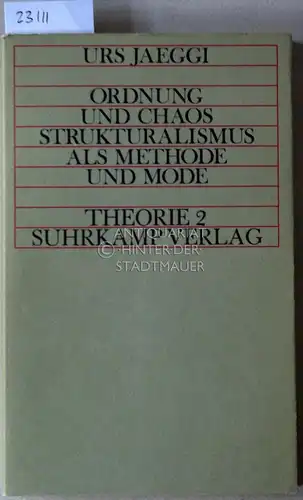 23111
URS JAEGGI
ORDNUNG
UND CHAOS
STRUKTURALISMUS
ALS METHODE
UND MODE
THEORIE 2
SUHRKAMP VERLAG
ANTIQUARIAT
HINTER DER
STADTMAUER